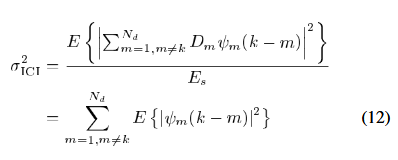 σ²_ICI = E{|∑_{m=1,m≠k}^{N_d} D_m ψ_m(k − m)|²} / E_s
= ∑_{m=1,m≠k}^{N_d} E{|ψ_m(k − m)|²} (12)